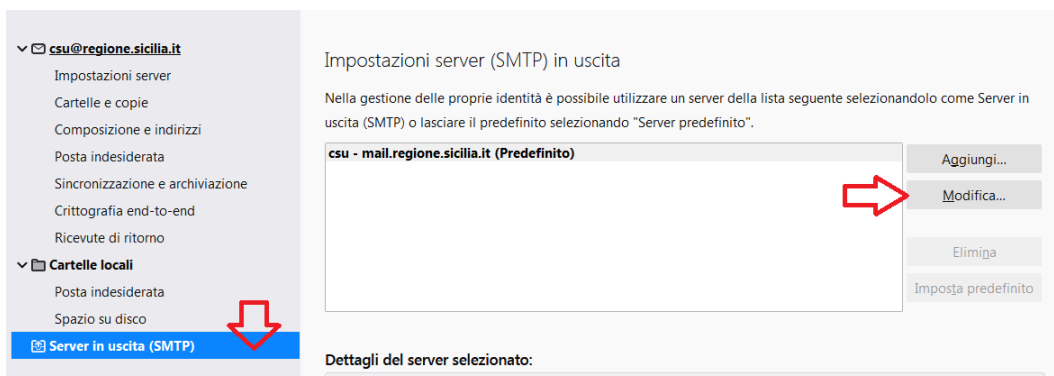 csu@regione.sicilia.it
Impostazioni server
Cartelle e copie
Composizione e indirizzi
Posta indesiderata
Sincronizzazione e archiviazione
Crittografia end-to-end
Ricevute di ritorno
Cartelle locali
Posta indesiderata
Spazio su disco
Server in uscita (SMTP)
Impostazioni server (SMTP) in uscita
Nella gestione delle proprie identità è possibile utilizzare un server della lista seguente selezionandolo come Server in
uscita (SMTP) o lasciare il predefinito selezionando "Server predefinito".
csu - mail.regione.sicilia.it (Predefinito)
Aggiungi...
Modifica...
Elimina
Imposta predefinito
Dettagli del server selezionato: